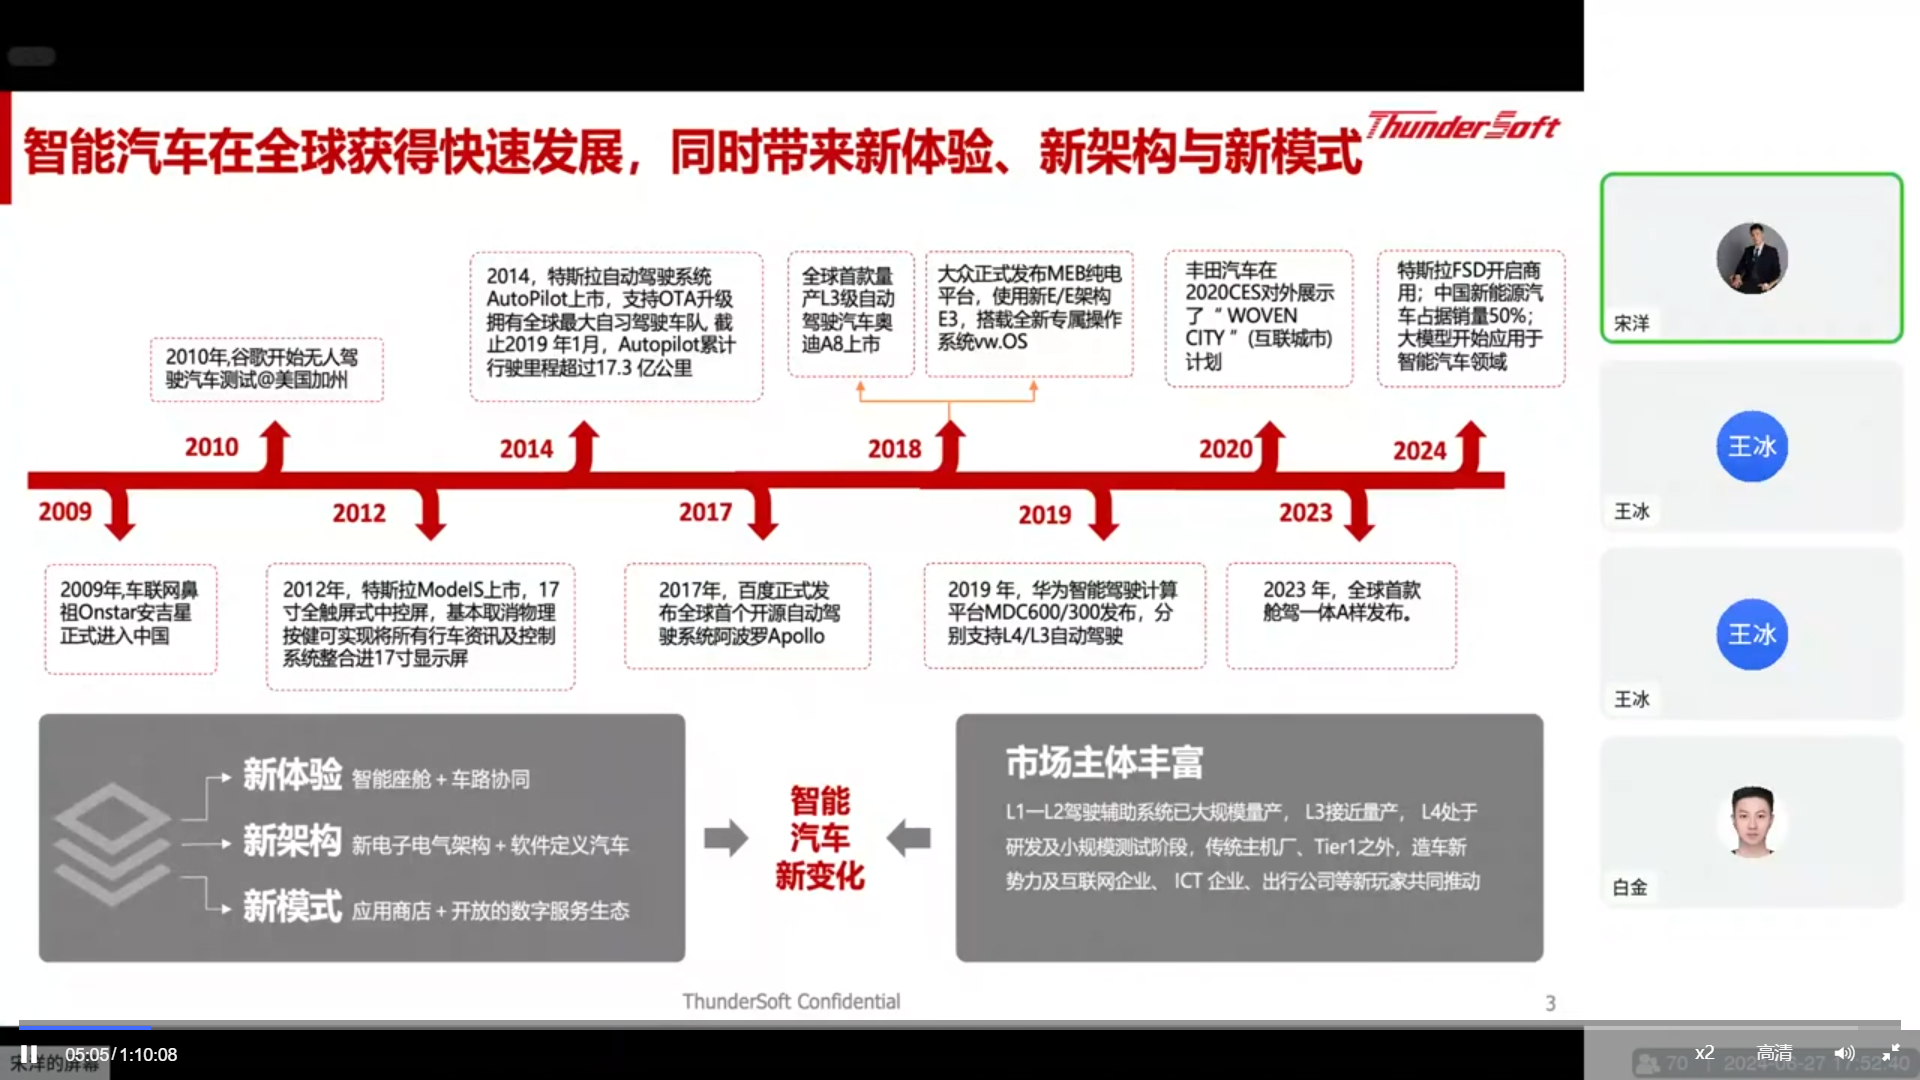 智能汽车在全球获得快速发展，同时带来新体验、新架构与新模式
ThunderSoft
2010年,谷歌开始无人驾
驶汽车测试@美国加州
2014，特斯拉自动驾驶系统
AutoPilot上市，支持OTA升级
拥有全球最大自习驾驶车队, 截
止2019 年1月，Autopilot累计
行驶里程超过17.3 亿公里
全球首款量
产L3级自动
驾驶汽车奥
迪A8上市
大众正式发布MEB纯电
平台，使用新E/E架构
E3，搭载全新专属操作
系统vw.OS
丰田汽车在
2020CES对外展示
了 “ WOVEN
CITY ” (互联城市)
计划
特斯拉FSD开启商
用；中国新能源汽
车占据销量50%；
大模型开始应用于
智能汽车领域
2010
2014
2018
2020
2024
2009
2012
2017
2019
2023
2009年,车联网鼻
祖Onstar安吉星
正式进入中国
2012年，特斯拉ModelS上市，17
寸全触屏式中控屏，基本取消物理
按健可实现将所有行车资讯及控制
系统整合进17寸显示屏
2017年，百度正式发
布全球首个开源自动驾
驶系统阿波罗Apollo
2019 年，华为智能驾驶计算
平台MDC600/300发布，分
别支持L4/L3自动驾驶
2023 年，全球首款
舱驾一体A样发布。
新体验 智能座舱 + 车路协同
新架构 新电子电气架构 + 软件定义汽车
新模式 应用商店 + 开放的数字服务生态
智能
汽车
新变化
市场主体丰富
L1—L2驾驶辅助系统已大规模量产， L3接近量产， L4处于
研发及小规模测试阶段，传统主机厂、Tier1之外，造车新
势力及互联网企业、 ICT 企业、出行公司等新玩家共同推动
ThunderSoft Confidential
3
宋洋
王冰
王冰
王冰
王冰
白金
05:05/1:10:08
宋洋的屏幕
x2
高清
70
2024-06-27 17:52:40